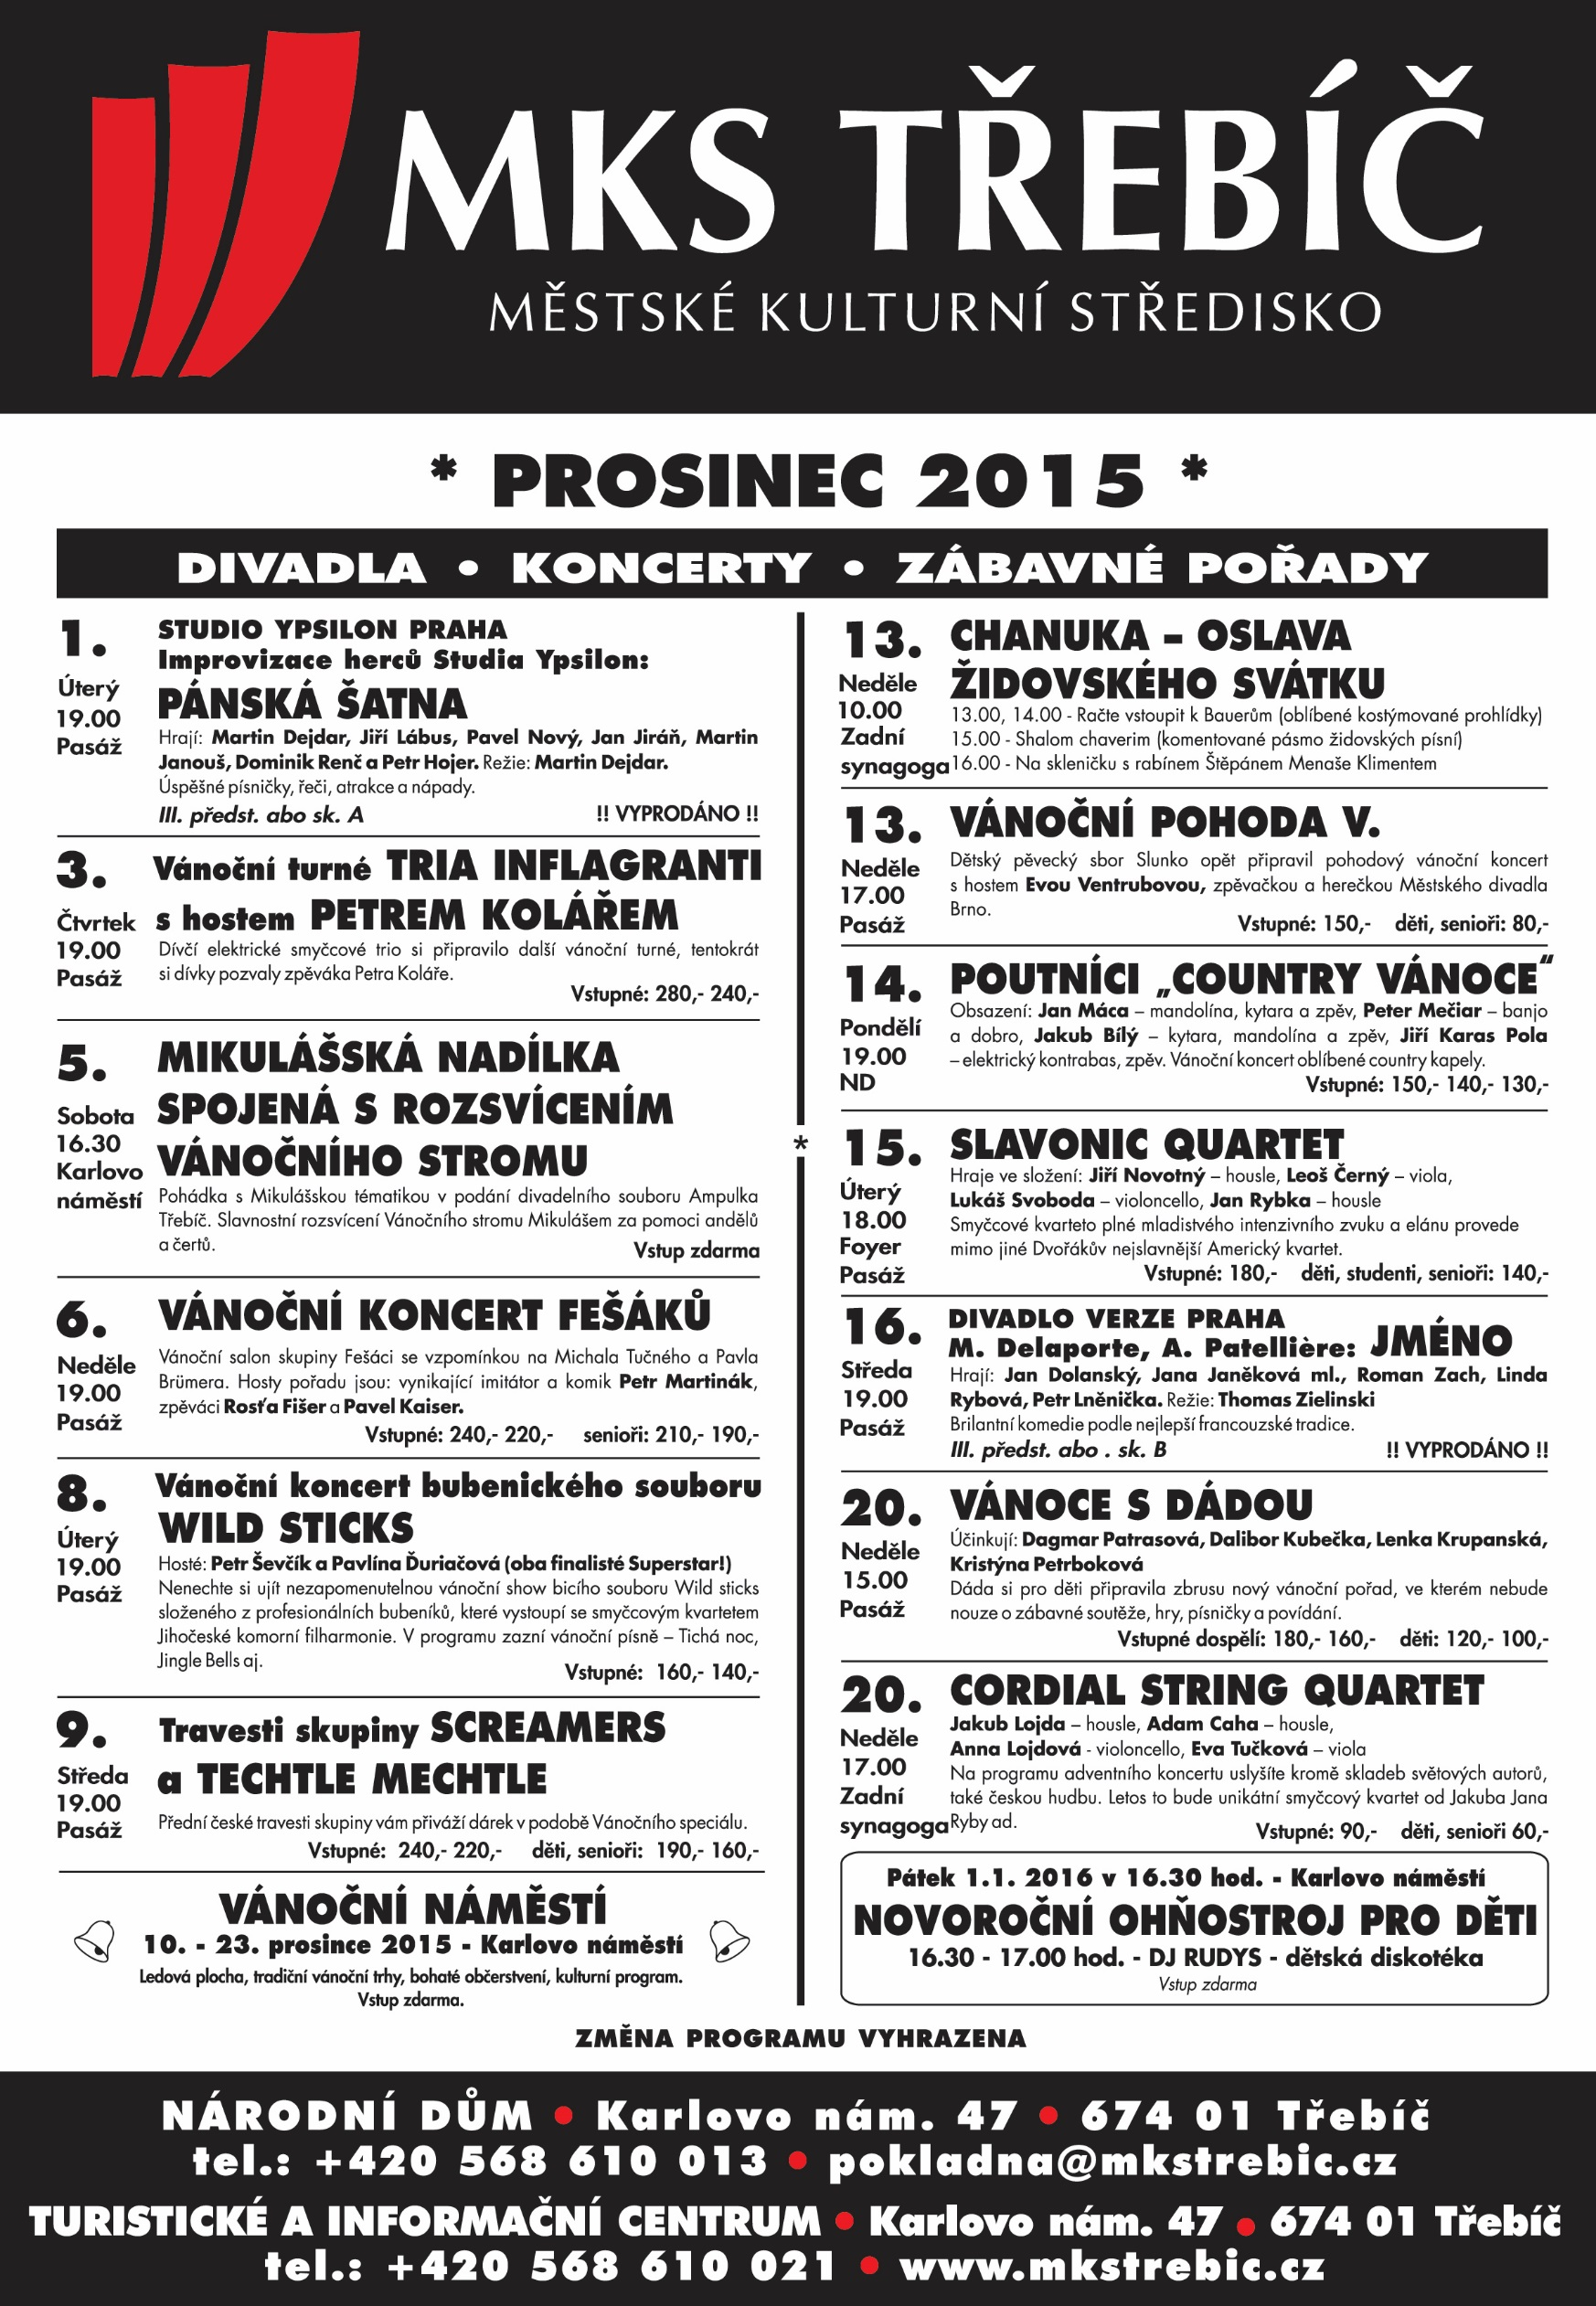 MKS TŘEBÍČ
MĚSTSKÉ KULTURNÍ STŘEDISKO
* PROSINEC 2015 *
DIVADLA • KONCERTY • ZÁBAVNÉ POŘADY
1.
Úterý
19.00
Pasáž
STUDIO YPSILON PRAHA
Improvizace herců Studia Ypsilon:
PÁNSKÁ ŠATNA
Hrají: Martin Dejdar, Jiří Lábus, Pavel Nový, Jan Jiráň, Martin
Janouš, Dominik Renč a Petr Hojer. Režie: Martin Dejdar.
Úspěšné písničky, řeči, atrakce a nápady.
III. předst. abo sk. A !! VYPRODÁNO !!
3.
Čtvrtek
19.00
Pasáž
Vánoční turné TRIA INFLAGRANTI
s hostem PETREM KOLÁŘEM
Dívčí elektrické smyčcové trio si připravilo další vánoční turné, tentokrát
si dívky pozvaly zpěváka Petra Koláře.
Vstupné: 280,- 240,-
5.
Sobota
16.30
Karlovo
náměstí
MIKULÁŠSKÁ NADÍLKA
SPOJENÁ S ROZSVÍCENÍM
VÁNOČNÍHO STROMU
Pohádka s Mikulášskou tématikou v podání divadelního souboru Ampulka
Třebíč. Slavnostní rozsvícení Vánočního stromu Mikulášem za pomoci andělů
a čertů.
Vstup zdarma
6.
Neděle
19.00
Pasáž
VÁNOČNÍ KONCERT FEŠÁKŮ
Vánoční salon skupiny Fešáci se vzpomínkou na Michala Tučného a Pavla
Brümera. Hosty pořadu jsou: vynikající imitátor a komik Petr Martinák,
zpěváci Rosťa Fišer a Pavel Kaiser.
Vstupné: 240,- 220,- senioři: 210,- 190,-
8.
Úterý
19.00
Pasáž
Vánoční koncert bubenického souboru
WILD STICKS
Hosté: Petr Ševčík a Pavlína Ďuriačová (oba finalisté Superstar!)
Nenechte si ujít nezapomenutelnou vánoční show bicího souboru Wild sticks
složeného z profesionálních bubeníků, které vystoupí se smyčcovým kvartetem
Jihočeské komorní filharmonie. V programu zazní vánoční písně – Tichá noc,
Jingle Bells aj.
Vstupné: 160,- 140,-
9.
Středa
19.00
Pasáž
Travesti skupiny SCREAMERS
a TECHTLE MECHTLE
Přední české travesti skupiny vám přiváží dárek v podobě Vánočního speciálu.
Vstupné: 240,- 220,- děti, senioři: 190,- 160,-
VÁNOČNÍ NÁMĚSTÍ
10. - 23. prosince 2015 - Karlovo náměstí
Ledová plocha, tradiční vánoční trhy, bohaté občerstvení, kulturní program.
Vstup zdarma.
*
13.
Neděle
10.00
Zadní
synagoga
CHANUKA – OSLAVA
ŽIDOVSKÉHO SVÁTKU
13.00, 14.00 - Račte vstoupit k Bauerům (oblíbené kostýmované prohlídky)
15.00 - Shalom chaverim (komentované pásmo židovských písní)
16.00 - Na skleničku s rabínem Štěpánem Menaše Klimentem
13.
Neděle
17.00
Pasáž
VÁNOČNÍ POHODA V.
Dětský pěvecký sbor Slunko opět připravil pohodový vánoční koncert
s hostem Evou Ventrubovou, zpěvačkou a herečkou Městského divadla
Brno.
Vstupné: 150,- děti, senioři: 80,-
14.
Pondělí
19.00
ND
POUTNÍCI „COUNTRY VÁNOCE“
Obsazení: Jan Máca – mandolína, kytara a zpěv, Peter Mečiar – banjo
a dobro, Jakub Bílý – kytara, mandolína a zpěv, Jiří Karas Pola
– elektrický kontrabas, zpěv. Vánoční koncert oblíbené country kapely.
Vstupné: 150,- 140,- 130,-
15.
Úterý
18.00
Foyer
Pasáž
SLAVONIC QUARTET
Hraje ve složení: Jiří Novotný – housle, Leoš Černý – viola,
Lukáš Svoboda – violoncello, Jan Rybka – housle
Smyčcové kvarteto plné mladistvého intenzivního zvuku a elánu provede
mimo jiné Dvořákův nejslavnější Americký kvartet.
Vstupné: 180,- děti, studenti, senioři: 140,-
16.
Středa
19.00
Pasáž
DIVADLO VERZE PRAHA
M. Delaporte, A. Patellière: JMÉNO
Hrají: Jan Dolanský, Jana Janěková ml., Roman Zach, Linda
Rybová, Petr Lněnička. Režie: Thomas Zielinski
Brilantní komedie podle nejlepší francouzské tradice.
III. předst. abo . sk. B !! VYPRODÁNO !!
20.
Neděle
15.00
Pasáž
VÁNOCE S DÁDOU
Účinkují: Dagmar Patrasová, Dalibor Kubečka, Lenka Krupanská,
Kristýna Petrboková
Dáda si pro děti připravila zbrusu nový vánoční pořad, ve kterém nebude
nouze o zábavné soutěže, hry, písničky a povídání.
Vstupné dospělí: 180,- 160,- děti: 120,- 100,-
20.
Neděle
17.00
Zadní
synagoga
CORDIAL STRING QUARTET
Jakub Lojda – housle, Adam Caha – housle,
Anna Lojdová - violoncello, Eva Tučková – viola
Na programu adventního koncertu uslyšíte kromě skladeb světových autorů,
také českou hudbu. Letos to bude unikátní smyčcový kvartet od Jakuba Jana
Ryby ad.
Vstupné: 90,- děti, senioři 60,-
Pátek 1.1. 2016 v 16.30 hod. - Karlovo náměstí
NOVOROČNÍ OHŇOSTROJ PRO DĚTI
16.30 - 17.00 hod. - DJ RUDYS - dětská diskotéka
Vstup zdarma
ZMĚNA PROGRAMU VYHRAZENA
NÁRODNÍ DŮM • Karlovo nám. 47 • 674 01 Třebíč
tel.: +420 568 610 013 • pokladna@mkstrebic.cz
TURISTICKÉ A INFORMAČNÍ CENTRUM • Karlovo nám. 47 • 674 01 Třebíč
tel.: +420 568 610 021 • www.mkstrebic.cz